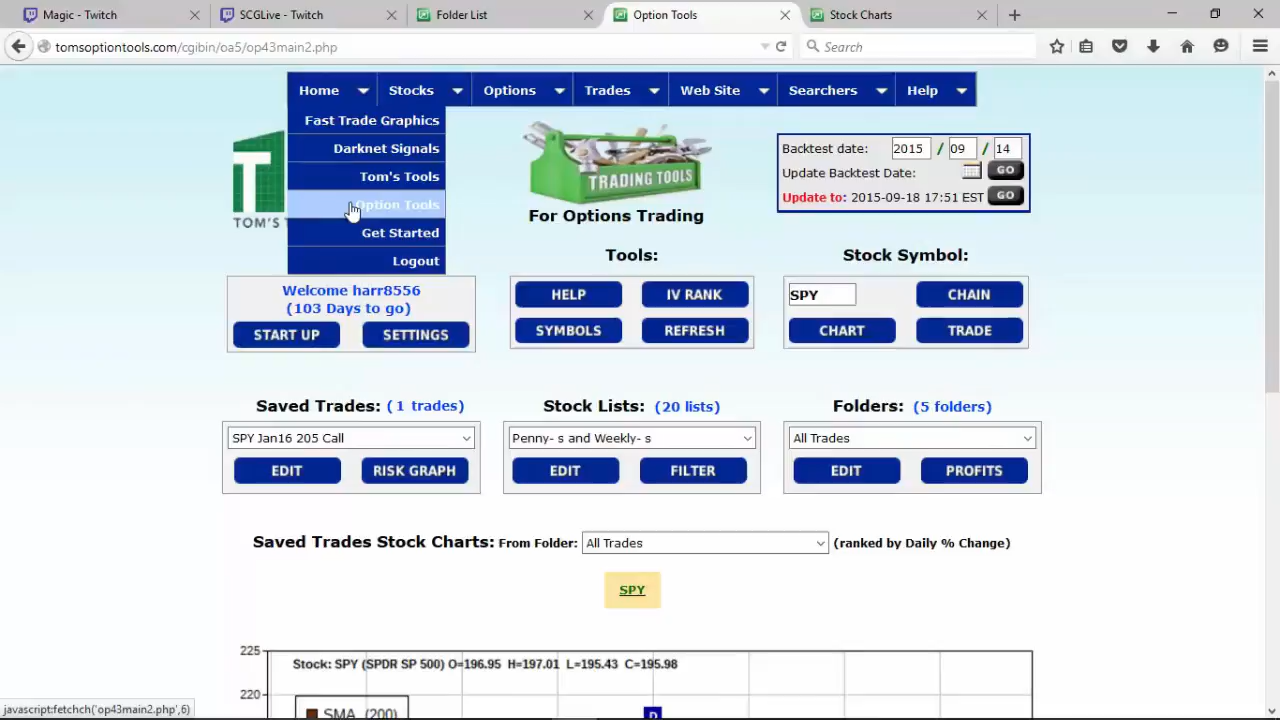 Magic - Twitch
SCGLive - Twitch
Folder List
Option Tools
Stock Charts
tomsoptiontools.com/cgibin/oa5/op43main2.php
Search
Home
Stocks
Options
Trades
Web Site
Searchers
Help
Fast Trade Graphics
Darknet Signals
Tom's Tools
Option Tools
Get Started
Logout
T
TOM'S
TRADING TOOLS
For Options Trading
Backtest date: 2015 / 09 / 14
Update Backtest Date: GO
Update to: 2015-09-18 17:51 EST GO
Welcome harr8556
(103 Days to go)
START UP
SETTINGS
Tools:
HELP
IV RANK
SYMBOLS
REFRESH
Stock Symbol:
SPY
CHAIN
CHART
TRADE
Saved Trades: (1 trades)
SPY Jan16 205 Call
EDIT
RISK GRAPH
Stock Lists: (20 lists)
Penny- s and Weekly- s
EDIT
FILTER
Folders: (5 folders)
All Trades
EDIT
PROFITS
Saved Trades Stock Charts: From Folder: All Trades (ranked by Daily % Change)
SPY
225
Stock: SPY (SPDR SP 500) O=196.95 H=197.01 L=195.43 C=195.98
220
SMA (200)
D
javascript:fetchch('op43main2.php',6)